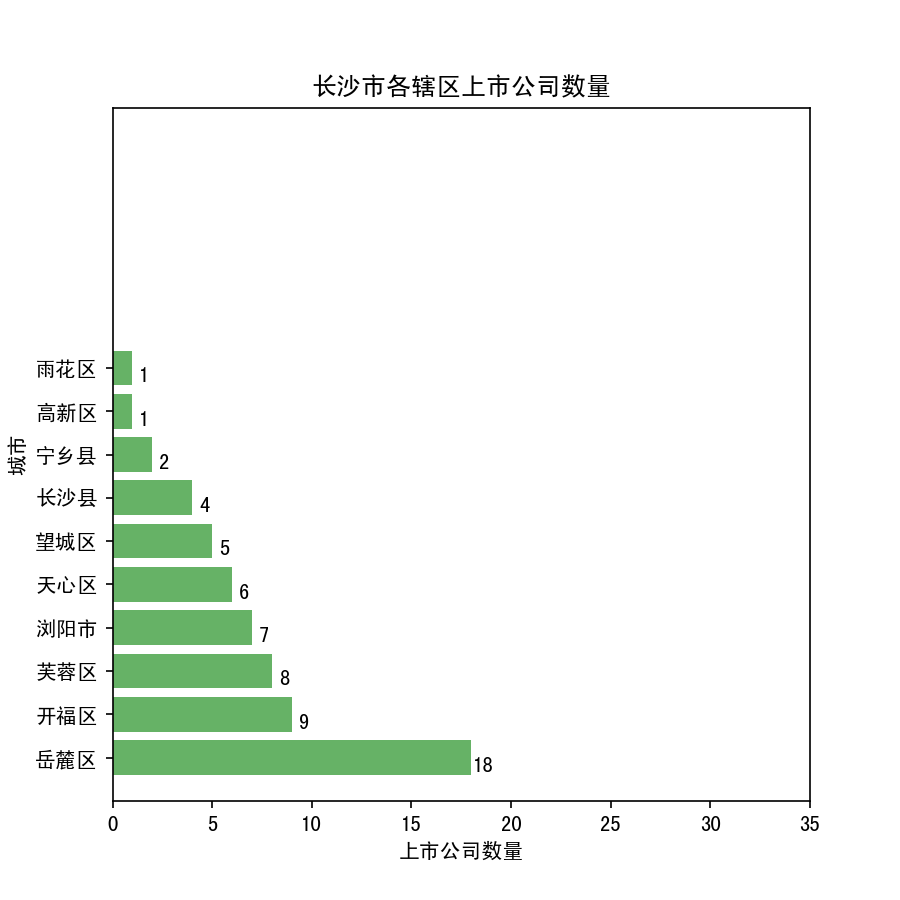 长沙市各辖区上市公司数量
雨花区 1
高新区 1
宁乡县 2
长沙县 4
望城区 5
天心区 6
浏阳市 7
芙蓉区 8
开福区 9
岳麓区 18
城市
0 5 10 15 20 25 30 35
上市公司数量